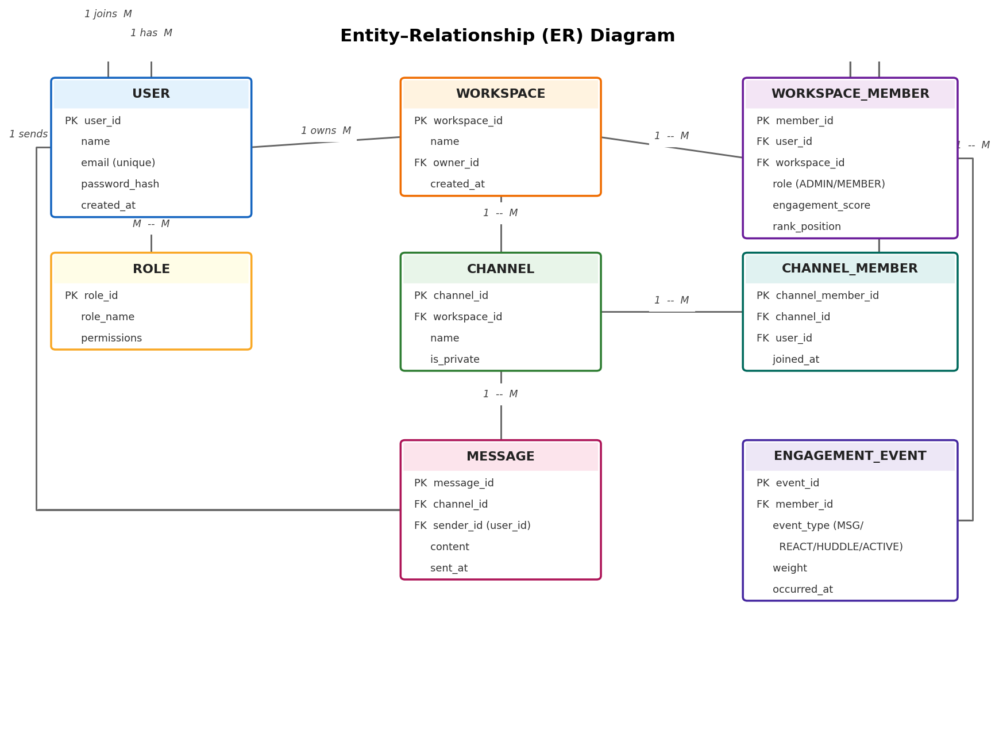 1 joins  M
1 has  M
Entity–Relationship (ER) Diagram
USER
PK  user_id
name
email (unique)
password_hash
created_at
1 sends
1 owns  M
WORKSPACE
PK  workspace_id
name
FK  owner_id
created_at
1  --  M
WORKSPACE_MEMBER
PK  member_id
FK  user_id
FK  workspace_id
role (ADMIN/MEMBER)
engagement_score
rank_position
1  --  M
M  --  M
1  --  M
ROLE
PK  role_id
role_name
permissions
CHANNEL
PK  channel_id
FK  workspace_id
name
is_private
1  --  M
CHANNEL_MEMBER
PK  channel_member_id
FK  channel_id
FK  user_id
joined_at
1  --  M
MESSAGE
PK  message_id
FK  channel_id
FK  sender_id (user_id)
content
sent_at
ENGAGEMENT_EVENT
PK  event_id
FK  member_id
event_type (MSG/
REACT/HUDDLE/ACTIVE)
weight
occurred_at